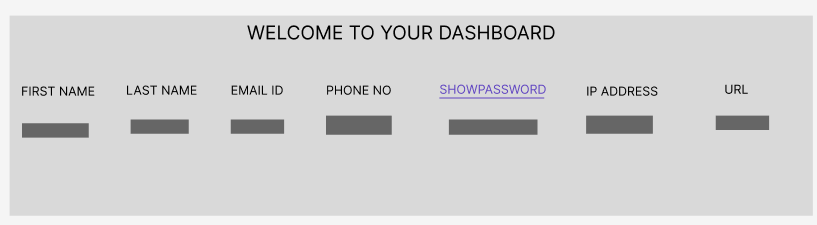 WELCOME TO YOUR DASHBOARD
FIRST NAME LAST NAME EMAIL ID PHONE NO SHOWPASSWORD IP ADDRESS URL